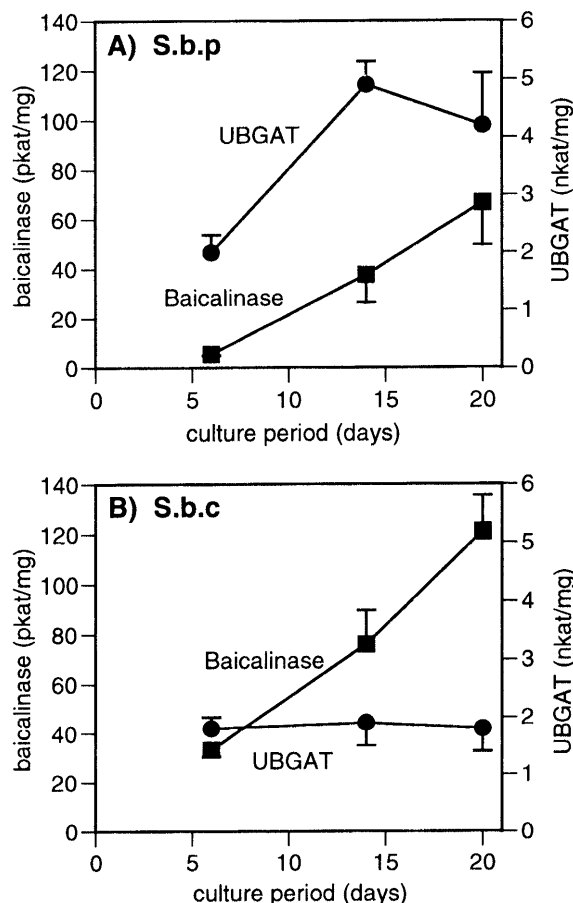 A) S.b.p
140
120
100
80
60
40
20
0
baicalinase (pkat/mg)
UBGAT
Baicalinase
6
5
4
3
2
1
0
UBGAT (nkat/mg)
0 5 10 15 20
culture period (days)
B) S.b.c
140
120
100
80
60
40
20
0
baicalinase (pkat/mg)
Baicalinase
UBGAT
6
5
4
3
2
1
0
UBGAT (nkat/mg)
0 5 10 15 20
culture period (days)